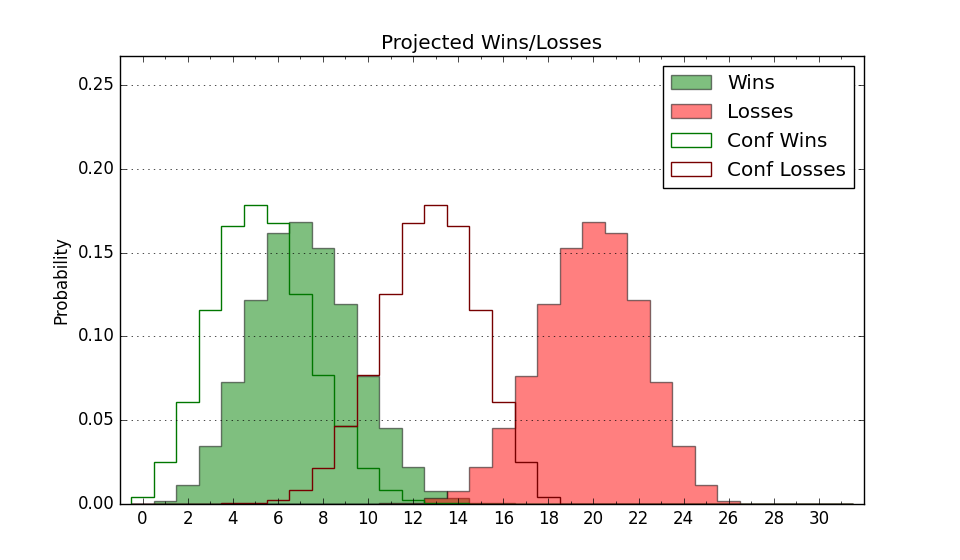 Projected Wins/Losses
Wins
Losses
Conf Wins
Conf Losses
Probability
0.25
0.20
0.15
0.10
0.05
0.00
0 2 4 6 8 10 12 14 16 18 20 22 24 26 28 30